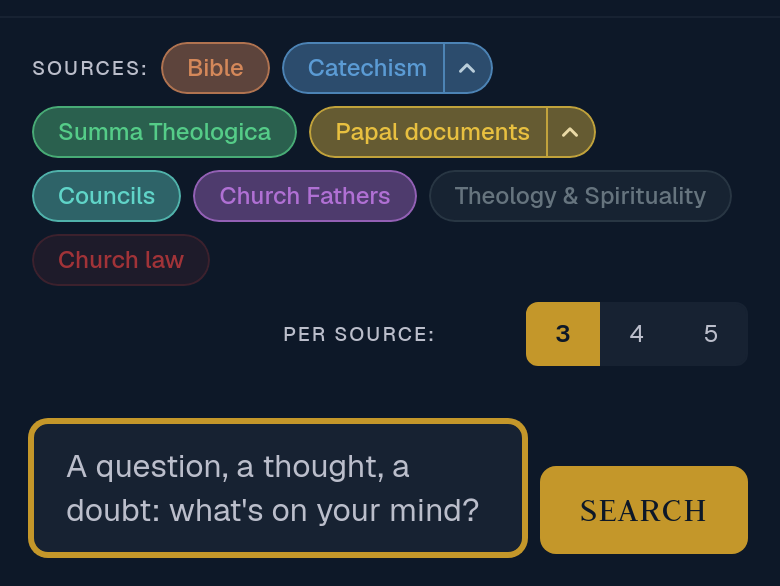 SOURCES: Bible Catechism
Summa Theologica Papal documents
Councils Church Fathers Theology & Spirituality
Church law
PER SOURCE: 3 4 5
A question, a thought, a
doubt: what's on your mind?
SEARCH